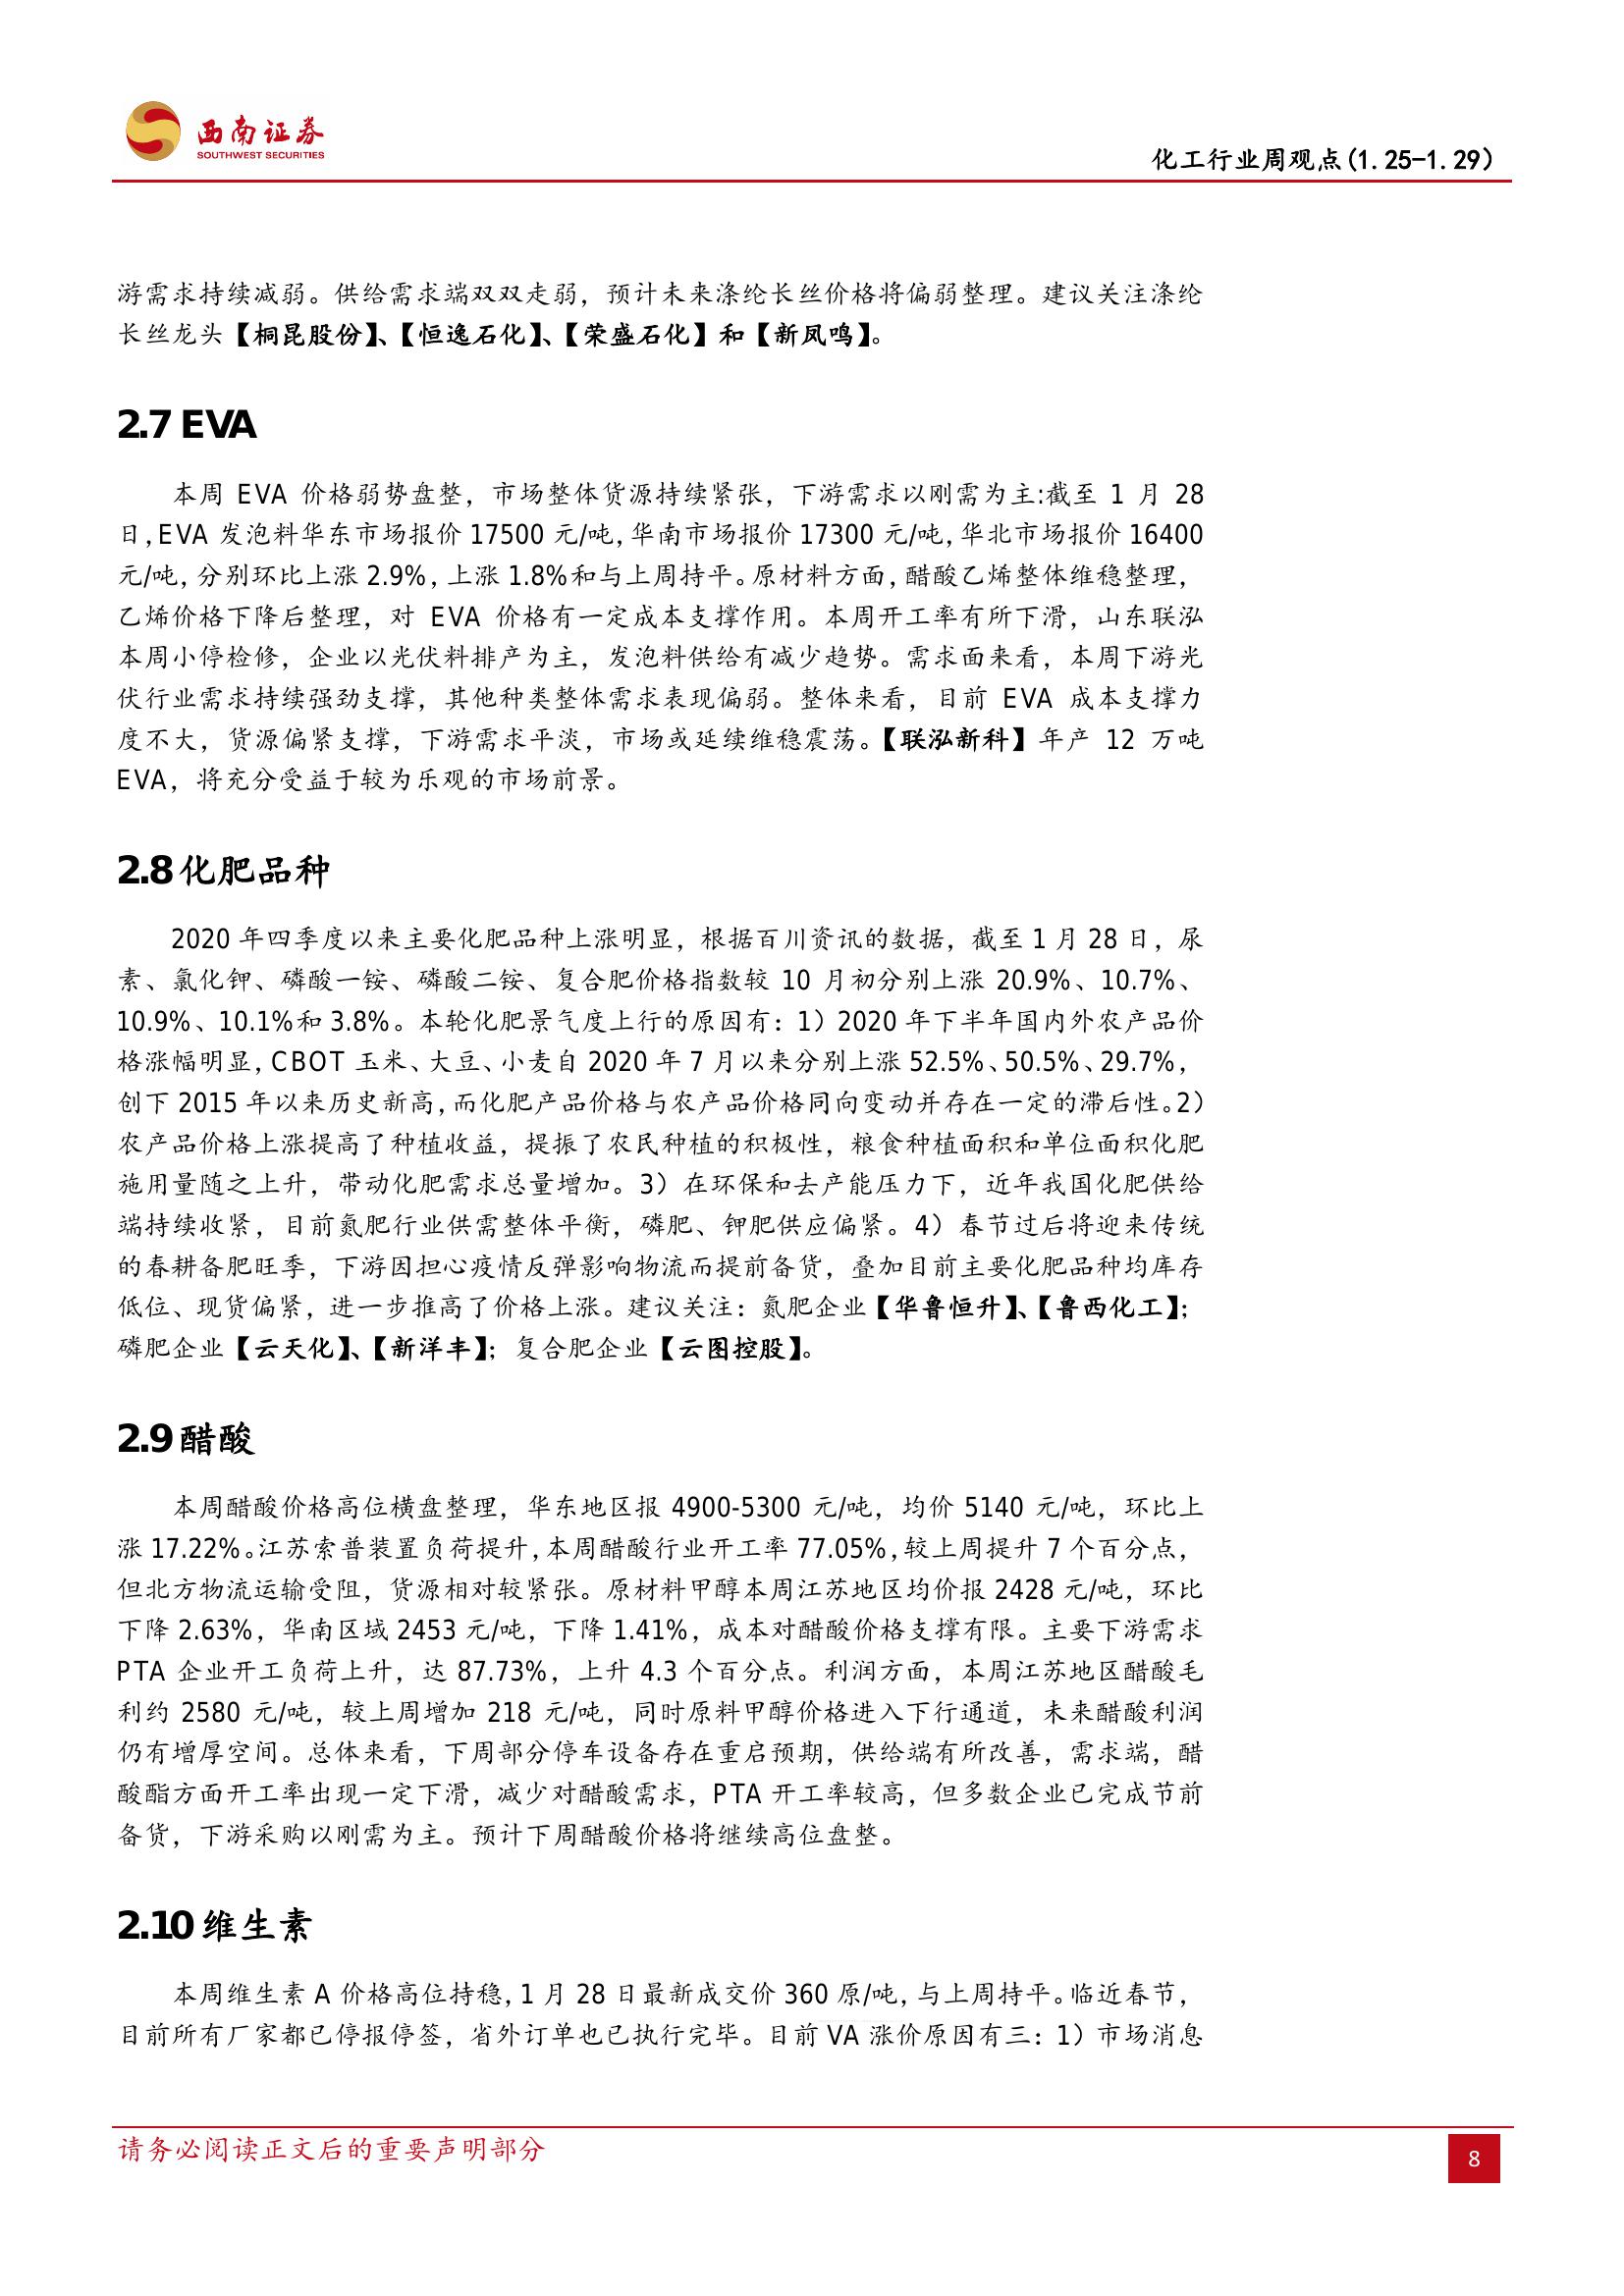 西南证券
SOUTHWEST SECURITIES
化工行业周观点(1.25-1.29)
游需求持续减弱。供给需求端双双走弱，预计未来涤纶长丝价格将偏弱整理。建议关注涤纶
长丝龙头【桐昆股份】、【恒逸石化】、【荣盛石化】和【新凤鸣】。
2.7 EVA
本周 EVA 价格弱势盘整，市场整体货源持续紧张，下游需求以刚需为主:截至 1 月 28
日，EVA 发泡料华东市场报价 17500 元/吨，华南市场报价 17300 元/吨，华北市场报价 16400
元/吨，分别环比上涨 2.9%，上涨 1.8%和与上周持平。原材料方面，醋酸乙烯整体维稳整理，
乙烯价格下降后整理，对 EVA 价格有一定成本支撑作用。本周开工率有所下滑，山东联泓
本周小停检修，企业以光伏料排产为主，发泡料供给有减少趋势。需求面来看，本周下游光
伏行业需求持续强劲支撑，其他种类整体需求表现偏弱。整体来看，目前 EVA 成本支撑力
度不大，货源偏紧支撑，下游需求平淡，市场或延续维稳震荡。【联泓新科】年产 12 万吨
EVA，将充分受益于较为乐观的市场前景。
2.8 化肥品种
2020 年四季度以来主要化肥品种上涨明显，根据百川资讯的数据，截至 1 月 28 日，尿
素、氯化钾、磷酸一铵、磷酸二铵、复合肥价格指数较 10 月初分别上涨 20.9%、10.7%、
10.9%、10.1%和 3.8%。本轮化肥景气度上行的原因有：1）2020 年下半年国内外农产品价
格涨幅明显，CBOT 玉米、大豆、小麦自 2020 年 7 月以来分别上涨 52.5%、50.5%、29.7%，
创下 2015 年以来历史新高，而化肥产品价格与农产品价格同向变动并存在一定的滞后性。2）
农产品价格上涨提高了种植收益，提振了农民种植的积极性，粮食种植面积和单位面积化肥
施用量随之上升，带动化肥需求总量增加。3）在环保和去产能压力下，近年我国化肥供给
端持续收紧，目前氮肥行业供需整体平衡，磷肥、钾肥供应偏紧。4）春节过后将迎来传统
的春耕备肥旺季，下游因担心疫情反弹影响物流而提前备货，叠加目前主要化肥品种均库存
低位、现货偏紧，进一步推高了价格上涨。建议关注：氮肥企业【华鲁恒升】、【鲁西化工】；
磷肥企业【云天化】、【新洋丰】；复合肥企业【云图控股】。
2.9 醋酸
本周醋酸价格高位横盘整理，华东地区报 4900-5300 元/吨，均价 5140 元/吨，环比上
涨 17.22%。江苏索普装置负荷提升，本周醋酸行业开工率 77.05%，较上周提升 7 个百分点，
但北方物流运输受阻，货源相对较紧张。原材料甲醇本周江苏地区均价报 2428 元/吨，环比
下降 2.63%，华南区域 2453 元/吨，下降 1.41%，成本对醋酸价格支撑有限。主要下游需求
PTA 企业开工负荷上升，达 87.73%，上升 4.3 个百分点。利润方面，本周江苏地区醋酸毛
利约 2580 元/吨，较上周增加 218 元/吨，同时原料甲醇价格进入下行通道，未来醋酸利润
仍有增厚空间。总体来看，下周部分停车设备存在重启预期，供给端有所改善，需求端，醋
酸酯方面开工率出现一定下滑，减少对醋酸需求，PTA 开工率较高，但多数企业已完成节前
备货，下游采购以刚需为主。预计下周醋酸价格将继续高位盘整。
2.10 维生素
本周维生素 A 价格高位持稳，1 月 28 日最新成交价 360 原/吨，与上周持平。临近春节，
目前所有厂家都已停报停签，省外订单也已执行完毕。目前 VA 涨价原因有三：1）市场消息
请务必阅读正文后的重要声明部分
8